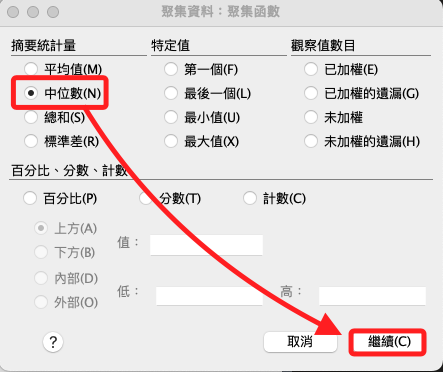 聚集資料：聚集函數
摘要統計量 特定值 觀察值數目
平均值(M) 第一個(F) 已加權(E)
中位數(N) 最後一個(L) 已加權的遺漏(G)
總和(S) 最小值(U) 未加權
標準差(R) 最大值(X) 未加權的遺漏(H)
百分比、分數、計數
百分比(P) 分數(T) 計數(C)
上方(A)
值：
下方(B)
內部(D)
低： 高：
外部(O)
? 取消 繼續(C)